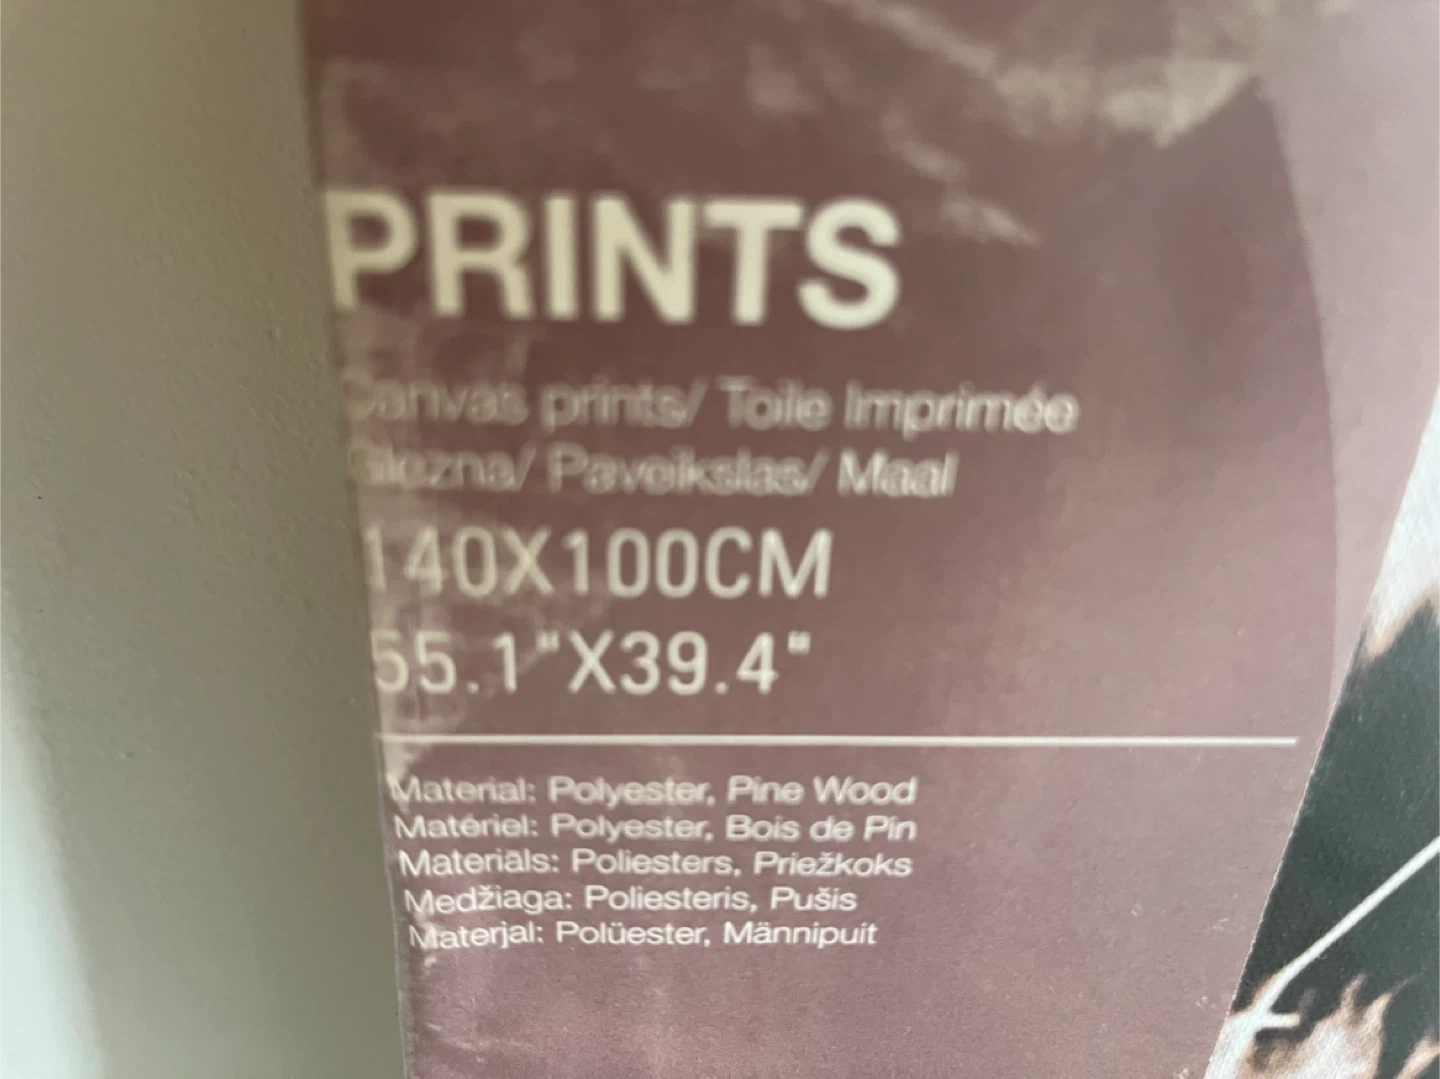 PRINTS
Canvas prints/ Toile Imprimée
Glezna/ Paveikslas/ Maal
140X100CM
55.1"X39.4"
Material: Polyester, Pine Wood
Matériel: Polyester, Bois de Pin
Materiāls: Poliesters, Priežkoks
Medžiaga: Poliesteris, Pušis
Materjal: Polüester, Männipuit